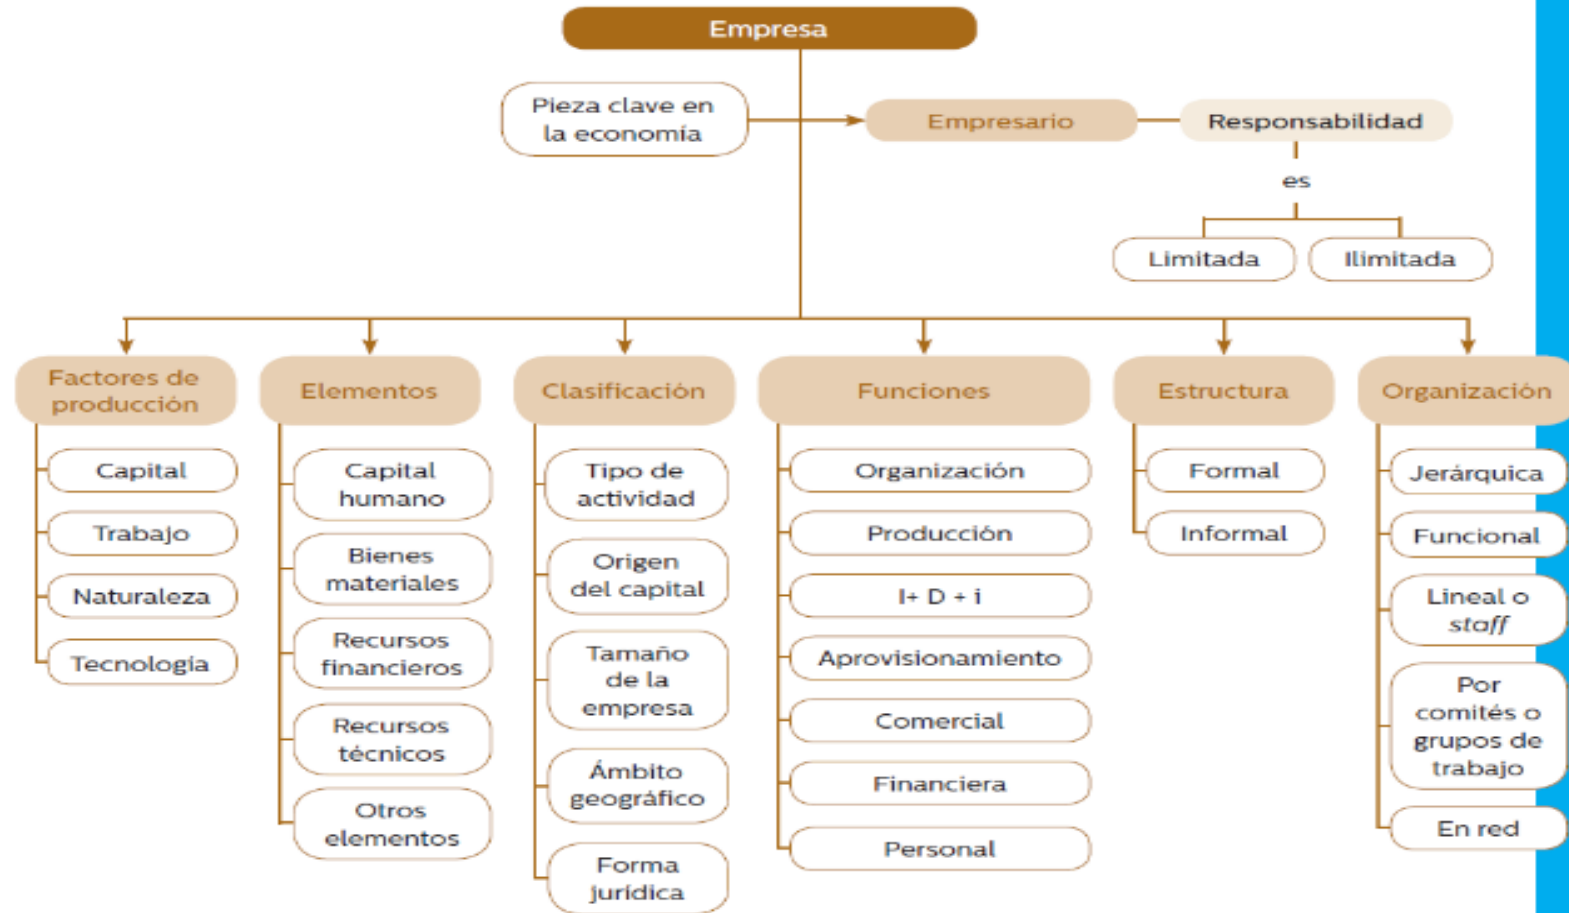 Empresa
Pieza clave en
la economía
Empresario
Responsabilidad
es
Limitada
Ilimitada
Factores de
producción
Capital
Trabajo
Naturaleza
Tecnología
Elementos
Capital
humano
Bienes
materiales
Recursos
financieros
Recursos
técnicos
Otros
elementos
Clasificación
Tipo de
actividad
Origen
del capital
Tamaño
de la
empresa
Ámbito
geográfico
Forma
jurídica
Funciones
Organización
Producción
I+ D + i
Aprovisionamiento
Comercial
Financiera
Personal
Estructura
Formal
Informal
Organización
Jerárquica
Funcional
Lineal o
staff
Por
comités o
grupos de
trabajo
En red